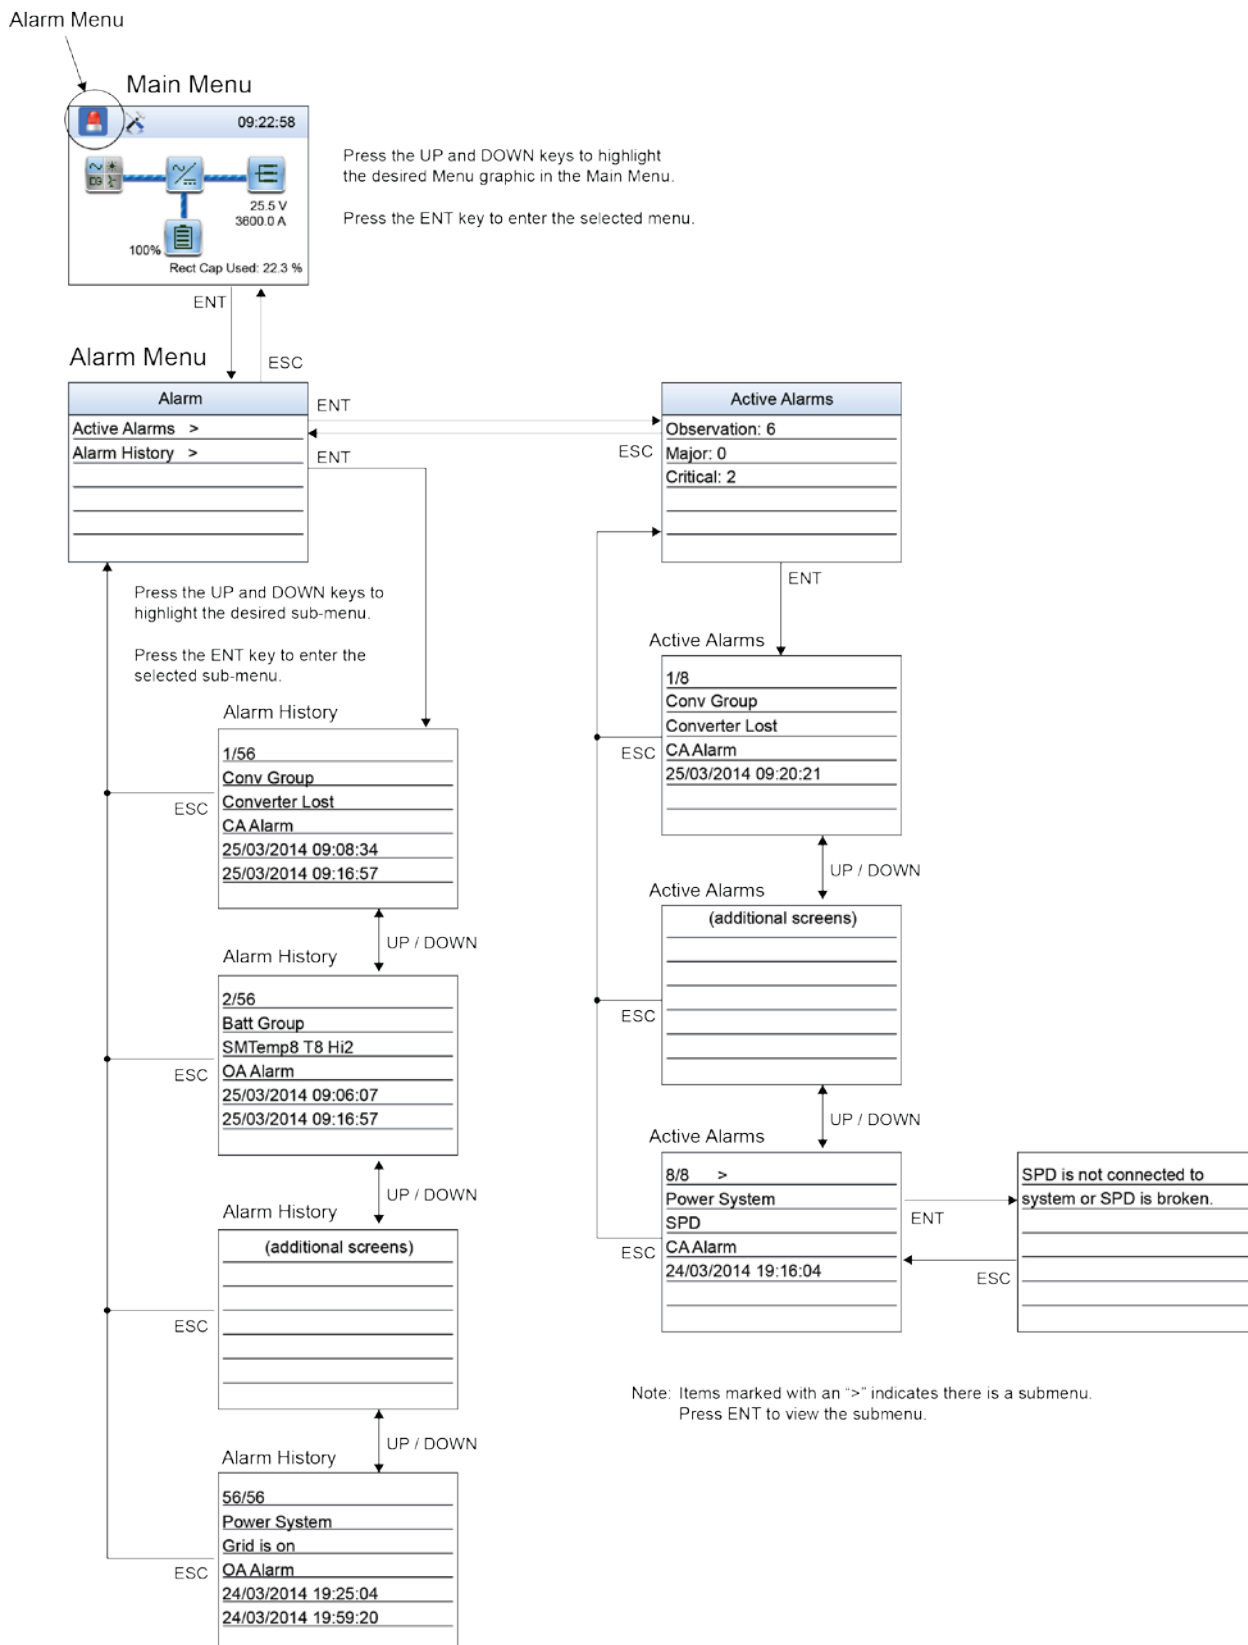 Alarm Menu
Main Menu
09:22:58
DG
25.5 V
3600.0 A
100%
Rect Cap Used: 22.3 %
Press the UP and DOWN keys to highlight
the desired Menu graphic in the Main Menu.
Press the ENT key to enter the selected menu.
ENT
ESC
Alarm Menu
Alarm
Active Alarms >
Alarm History >
ENT
ENT
ESC
Active Alarms
Observation: 6
Major: 0
Critical: 2
ENT
Press the UP and DOWN keys to
highlight the desired sub-menu.
Press the ENT key to enter the
selected sub-menu.
Alarm History
1/56
Conv Group
Converter Lost
CA Alarm
25/03/2014 09:08:34
25/03/2014 09:16:57
ESC
UP / DOWN
Alarm History
2/56
Batt Group
SMTemp8 T8 Hi2
OA Alarm
25/03/2014 09:06:07
25/03/2014 09:16:57
ESC
UP / DOWN
Alarm History
(additional screens)
ESC
UP / DOWN
Alarm History
56/56
Power System
Grid is on
OA Alarm
24/03/2014 19:25:04
24/03/2014 19:59:20
ESC
Active Alarms
1/8
Conv Group
Converter Lost
CA Alarm
25/03/2014 09:20:21
ESC
UP / DOWN
Active Alarms
(additional screens)
ESC
UP / DOWN
Active Alarms
8/8 >
Power System
SPD
CA Alarm
24/03/2014 19:16:04
ESC
ENT
ESC
SPD is not connected to
system or SPD is broken.
Note: Items marked with an “>” indicates there is a submenu.
Press ENT to view the submenu.